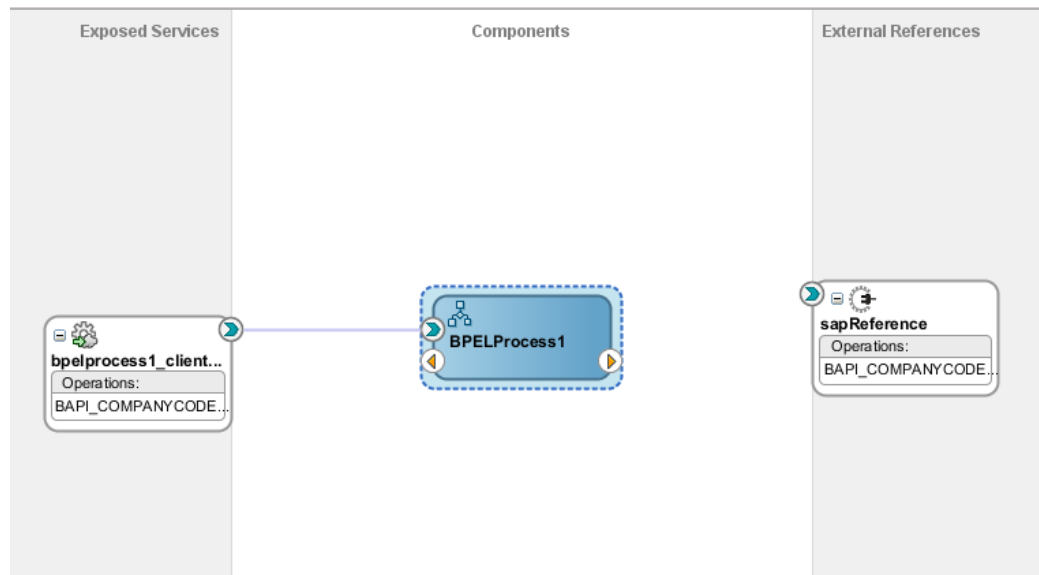 Exposed Services
Components
External References
bpelprocess1_client...
Operations:
BAPI_COMPANYCODE...
BPELProcess1
sapReference
Operations:
BAPI_COMPANYCODE...